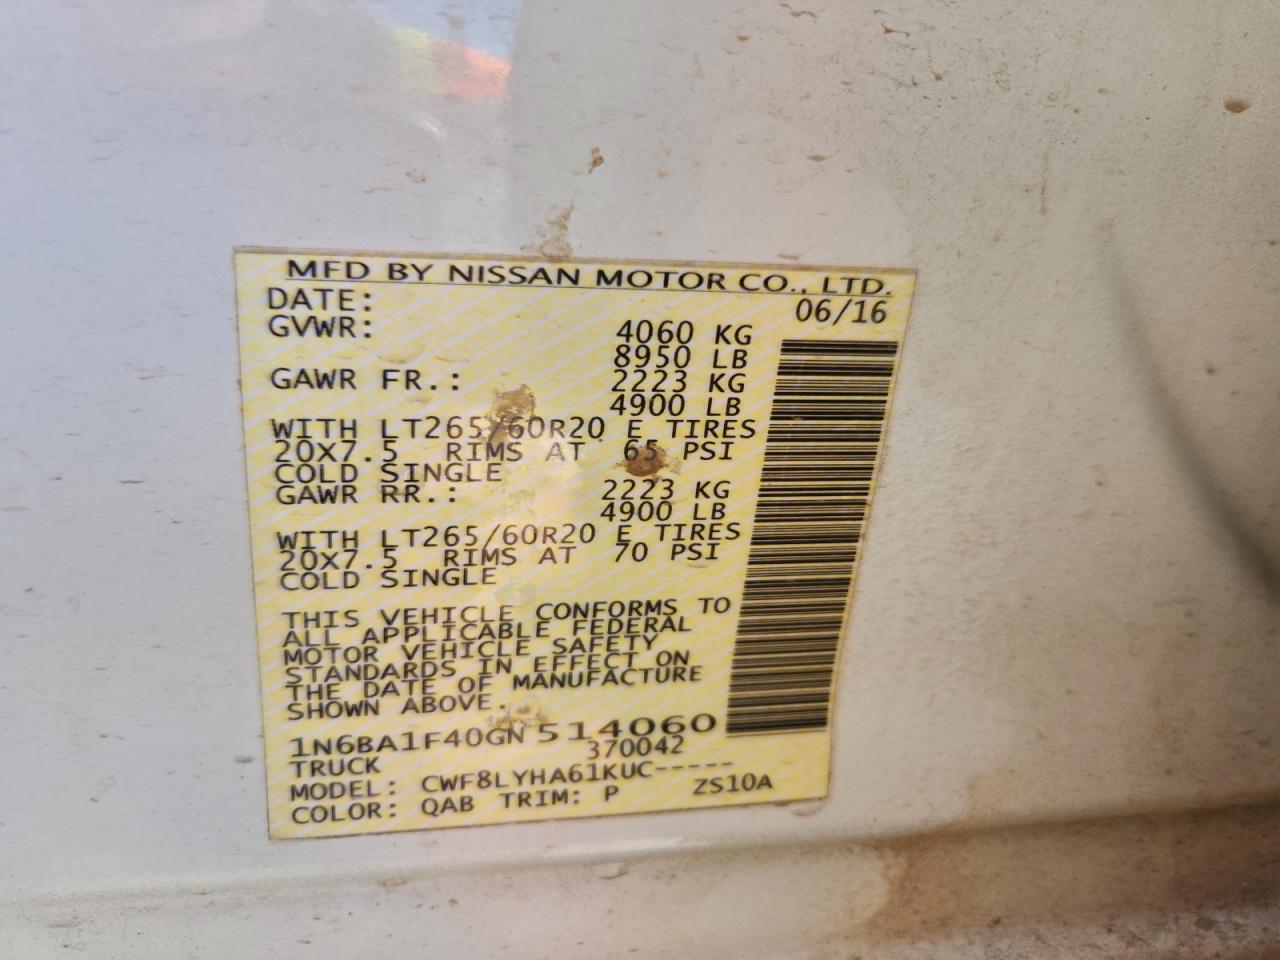 MFD BY NISSAN MOTOR CO., LTD.
DATE: 06/16
GVWR: 4060 KG
8950 LB
GAWR FR.: 2223 KG
4900 LB
WITH LT265/60R20 E TIRES
20X7.5 RIMS AT 65 PSI
COLD SINGLE
GAWR RR.: 2223 KG
4900 LB
WITH LT265/60R20 E TIRES
20X7.5 RIMS AT 70 PSI
COLD SINGLE
THIS VEHICLE CONFORMS TO
ALL APPLICABLE FEDERAL
MOTOR VEHICLE SAFETY
STANDARDS IN EFFECT ON
THE DATE OF MANUFACTURE
SHOWN ABOVE.
1N6BA1F40GN514060
TRUCK 370042
MODEL: CWF8LYHA61KUC-----
COLOR: QAB TRIM: P ZS10A